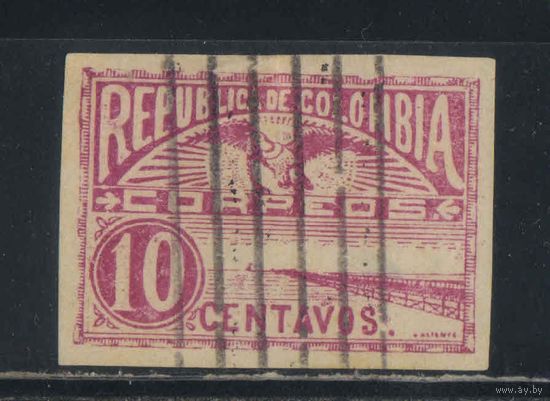 REPUBLICA DE COLOMBIA
CORREOS
10
CENTAVOS.
www.ay.by